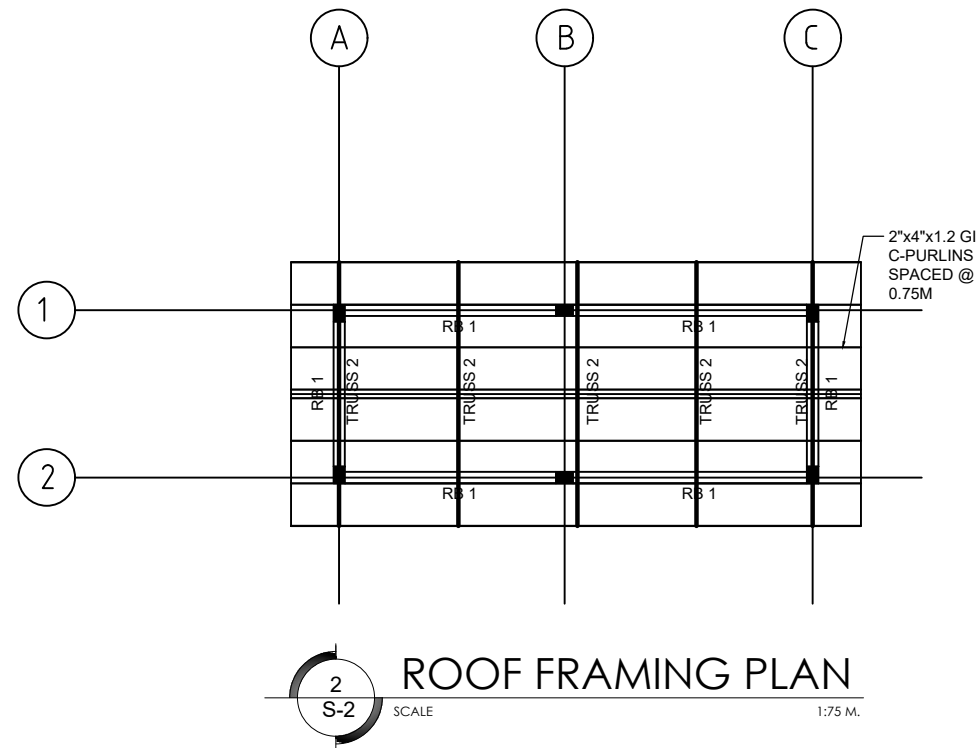 A
B
C
2"x4"x1.2 GI
C-PURLINS
SPACED @
0.75M
1
RB 1
RB 1
RB 1
TRUSS 2
TRUSS 2
TRUSS 2
TRUSS 2
TRUSS 2
RB 1
2
RB 1
RB 1
2
S-2
ROOF FRAMING PLAN
SCALE
1:75 M.